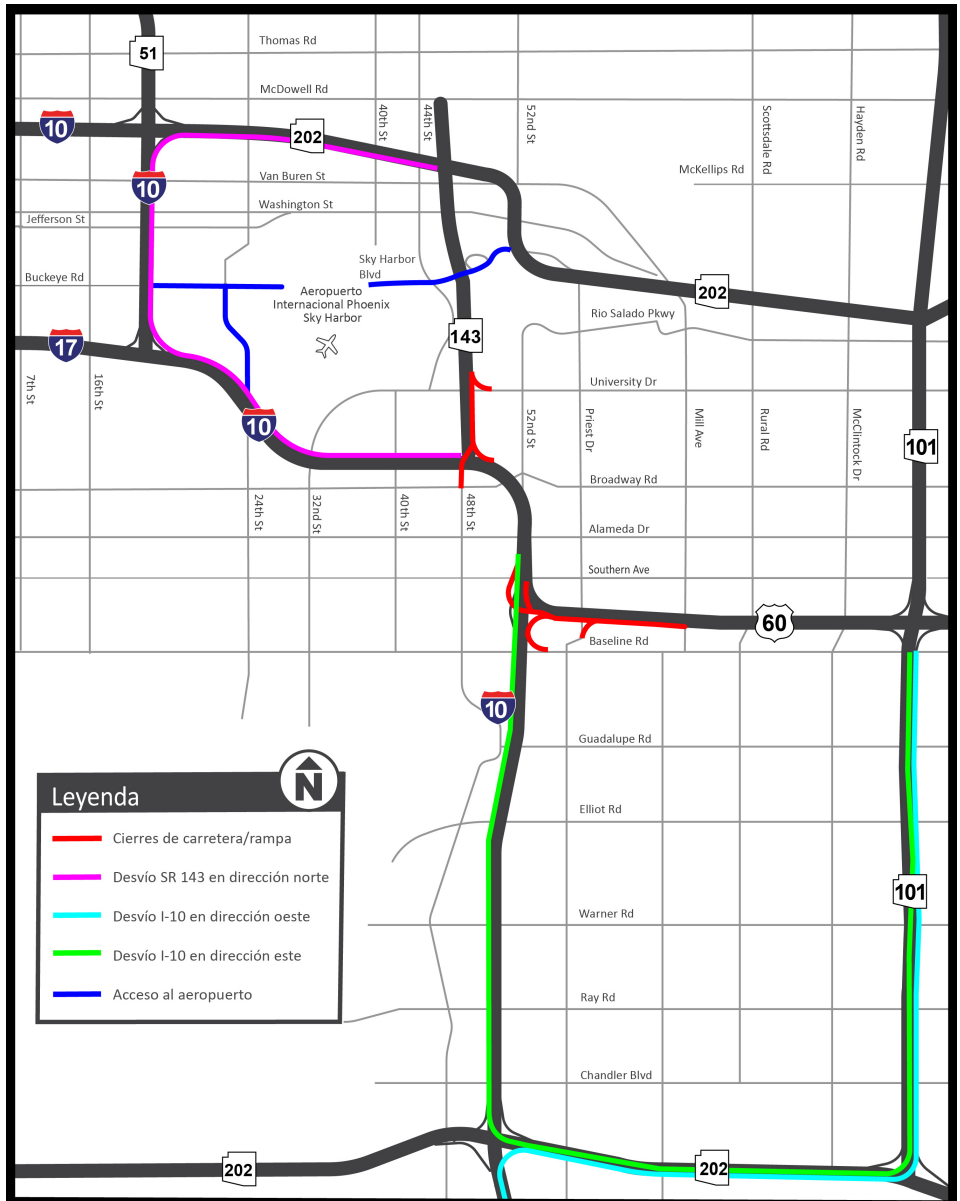 Thomas Rd
51
McDowell Rd
10
202
40th St
44th St
52nd St
Scottsdale Rd
Hayden Rd
McKellips Rd
10
Van Buren St
Washington St
Jefferson St
Buckeye Rd
Sky Harbor
Blvd
Aeropuerto
Internacional Phoenix
Sky Harbor
202
Rio Salado Pkwy
143
17
7th St
16th St
University Dr
10
52nd St
Priest Dr
Mill Ave
Rural Rd
McClintock Dr
101
Broadway Rd
24th St
32nd St
40th St
48th St
Alameda Dr
Southern Ave
60
Baseline Rd
10
Guadalupe Rd
N
Leyenda
Elliot Rd
Cierres de carretera/rampa
Desvío SR 143 en dirección norte
101
Desvío I-10 en dirección oeste
Warner Rd
Desvío I-10 en dirección este
Acceso al aeropuerto
Ray Rd
Chandler Blvd
202
202